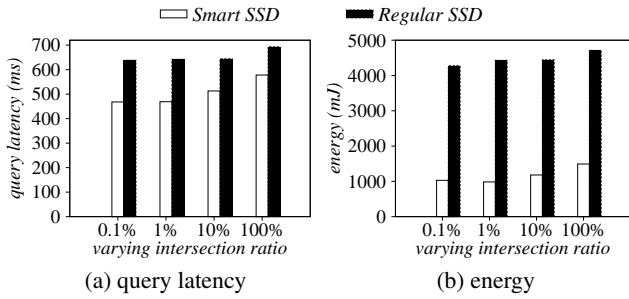 Smart SSD Regular SSD
query latency (ms)
700
600
500
400
300
200
100
0
0.1% 1% 10% 100%
varying intersection ratio
(a) query latency
energy (mJ)
5000
4000
3000
2000
1000
0
0.1% 1% 10% 100%
varying intersection ratio
(b) energy